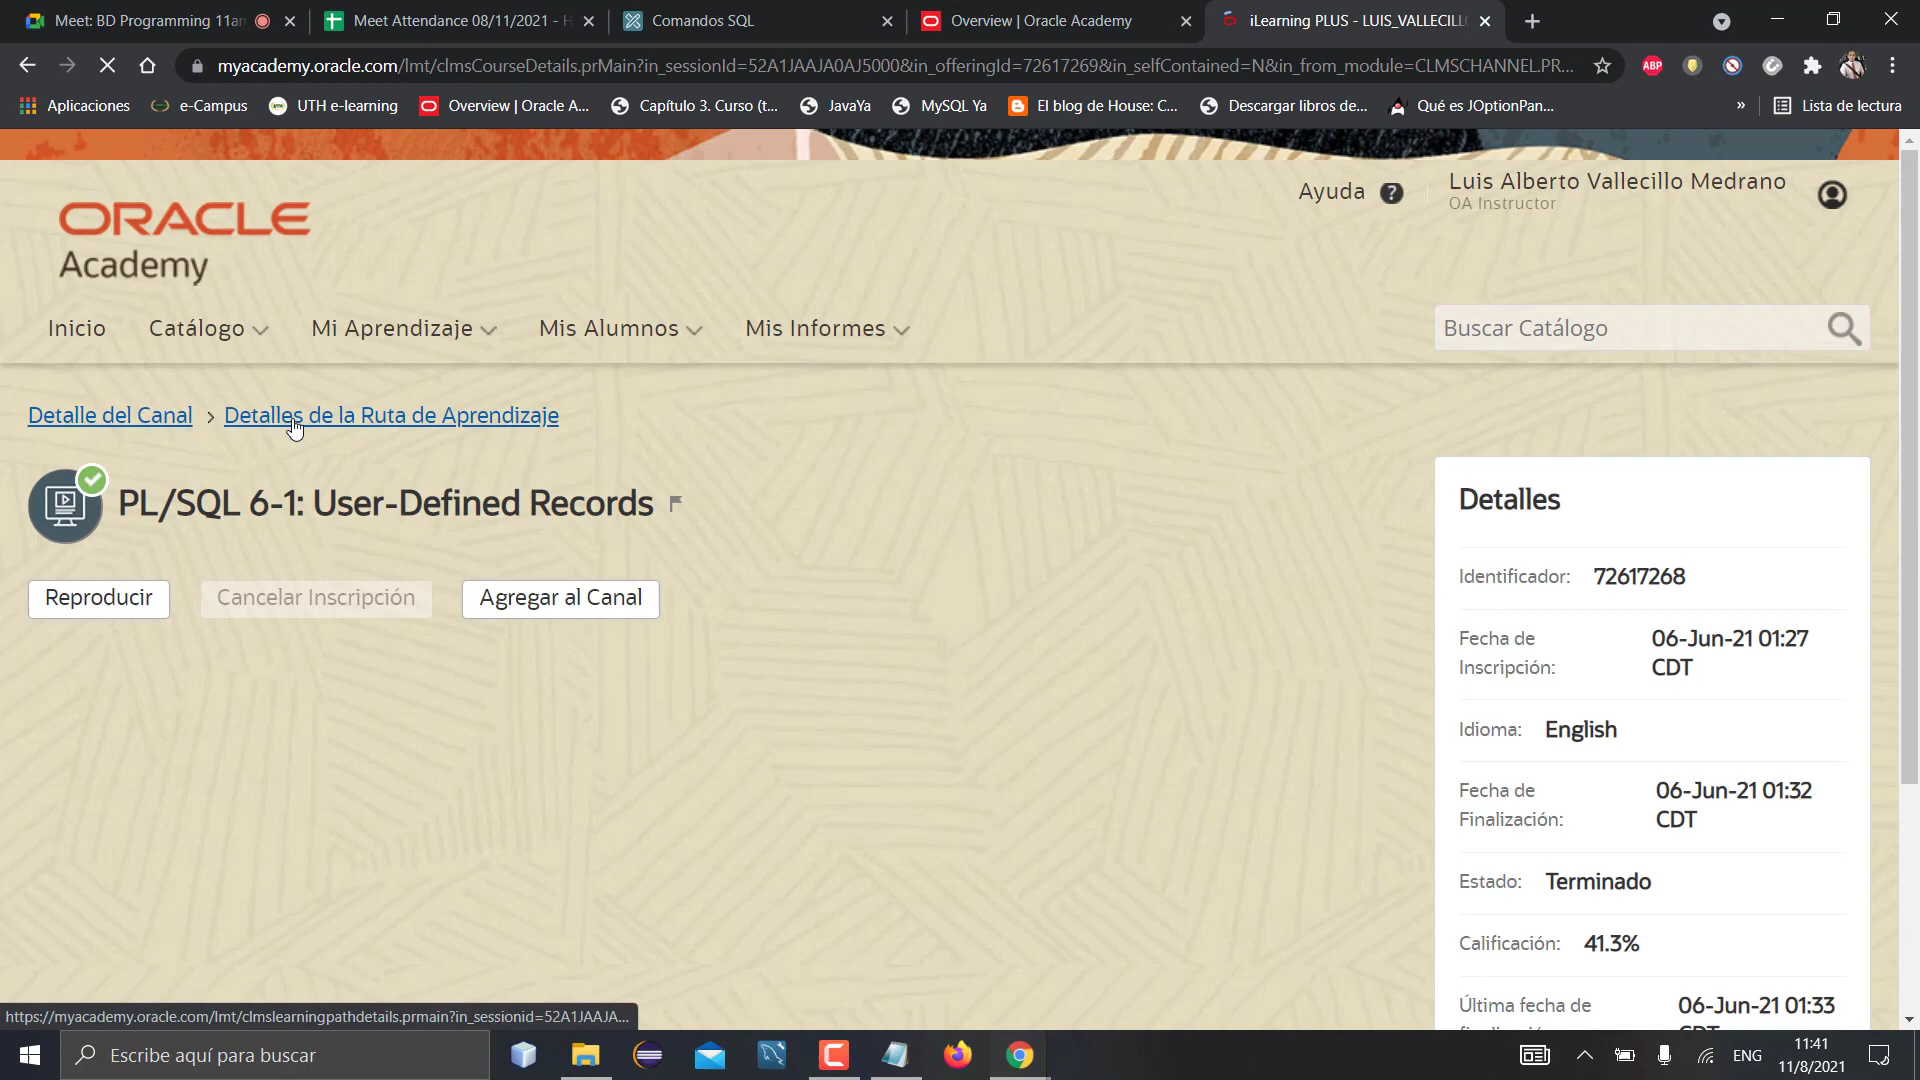 Meet: BD Programming 11am
Meet Attendance 08/11/2021 - H
Comandos SQL
Overview | Oracle Academy
iLearning PLUS - LUIS_VALLECILLO
myacademy.oracle.com/lmt/clmsCourseDetails.prMain?in_sessionId=52A1JAAJA0AJ5000&in_offeringId=72617269&in_selfContained=N&in_from_module=CLMSCHANNEL.PR...
ABP
Aplicaciones
e-Campus
UTH e-learning
Overview | Oracle A...
Capítulo 3. Curso (t...
JavaYa
MySQL Ya
El blog de House: C...
Descargar libros de...
Qué es JOptionPan...
»
Lista de lectura
ORACLE
Academy
Ayuda ?
Luis Alberto Vallecillo Medrano
OA Instructor
Inicio
Catálogo
Mi Aprendizaje
Mis Alumnos
Mis Informes
Buscar Catálogo
Detalle del Canal > Detalles de la Ruta de Aprendizaje
PL/SQL 6-1: User-Defined Records
Reproducir
Cancelar Inscripción
Agregar al Canal
Detalles
Identificador: 72617268
Fecha de Inscripción: 06-Jun-21 01:27 CDT
Idioma: English
Fecha de Finalización: 06-Jun-21 01:32 CDT
Estado: Terminado
Calificación: 41.3%
Última fecha de 06-Jun-21 01:33
https://myacademy.oracle.com/lmt/clmslearningpathdetails.prmain?in_sessionid=52A1JAAJA...
Escribe aquí para buscar
ENG
11:41
11/8/2021